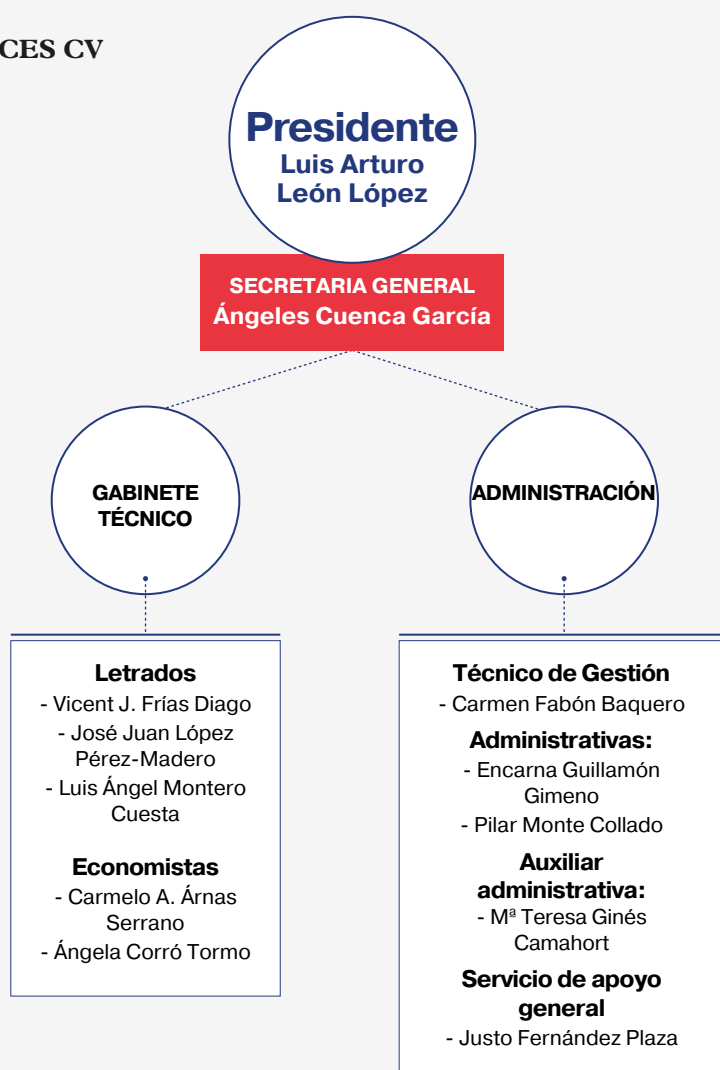 CES CV
Presidente
Luis Arturo
León López
SECRETARIA GENERAL
Ángeles Cuenca García
GABINETE
TÉCNICO
Letrados
- Vicent J. Frías Diago
- José Juan López
Pérez-Madero
- Luis Ángel Montero
Cuesta
Economistas
- Carmelo A. Árnas
Serrano
- Ángela Corró Tormo
ADMINISTRACIÓN
Técnico de Gestión
- Carmen Fabón Baquero
Administrativas:
- Encarna Guillamón
Gimeno
- Pilar Monte Collado
Auxiliar
administrativa:
- Mª Teresa Ginés
Camahort
Servicio de apoyo
general
- Justo Fernández Plaza